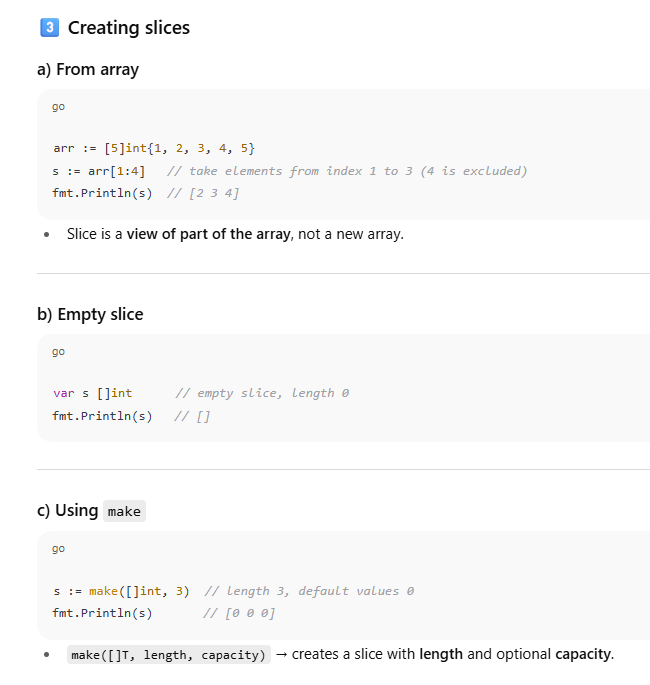 3 Creating slices
a) From array
go
arr := [5]int{1, 2, 3, 4, 5}
s := arr[1:4]   // take elements from index 1 to 3 (4 is excluded)
fmt.Println(s)  // [2 3 4]
• Slice is a view of part of the array, not a new array.
b) Empty slice
go
var s []int      // empty slice, length 0
fmt.Println(s)   // []
c) Using make
go
s := make([]int, 3)  // length 3, default values 0
fmt.Println(s)       // [0 0 0]
• make([]T, length, capacity) → creates a slice with length and optional capacity.